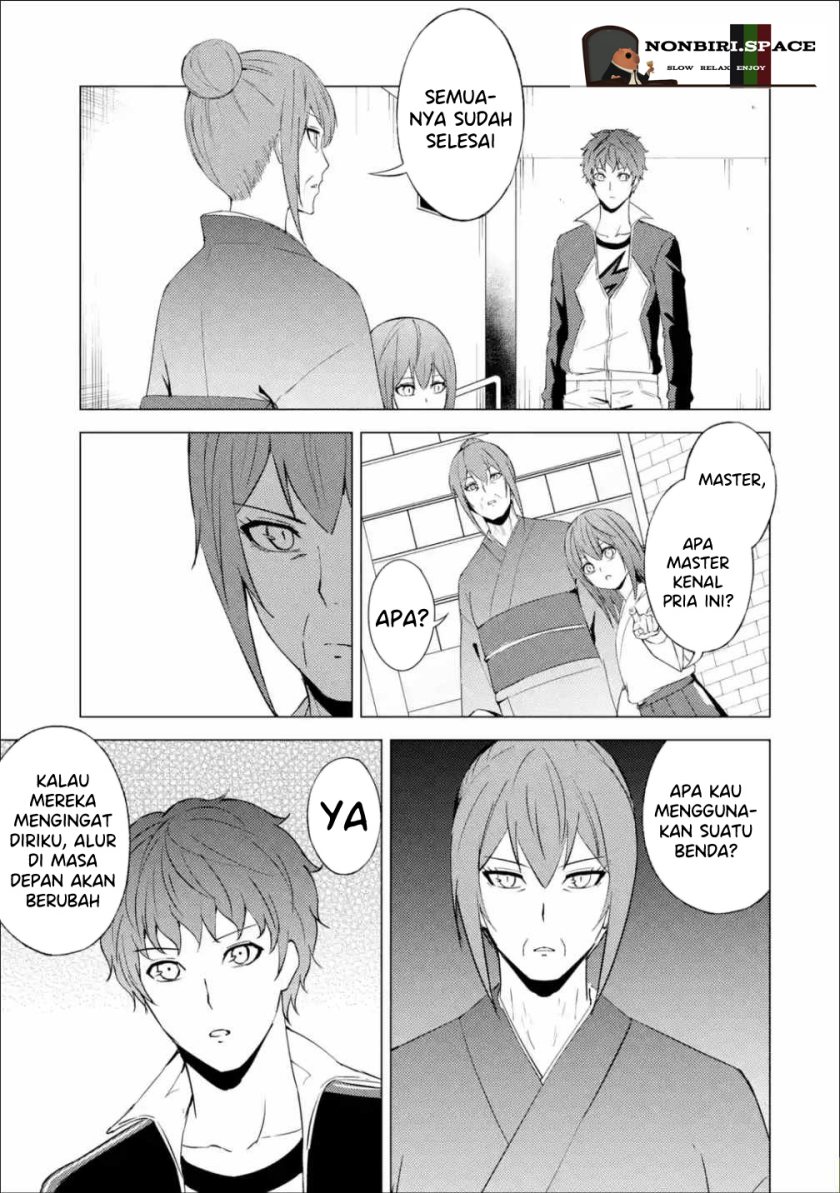 NONBIRI.SPACE
SLOW RELAX ENJOY
SEMUA-
NYA SUDAH
SELESAI
MASTER,
APA
MASTER
KENAL
PRIA INI?
APA?
APA KAU
MENGGUNA-
KAN SUATU
BENDA?
YA
KALAU
MEREKA
MENGINGAT
DIRIKU, ALUR
DI MASA
DEPAN AKAN
BERUBAH